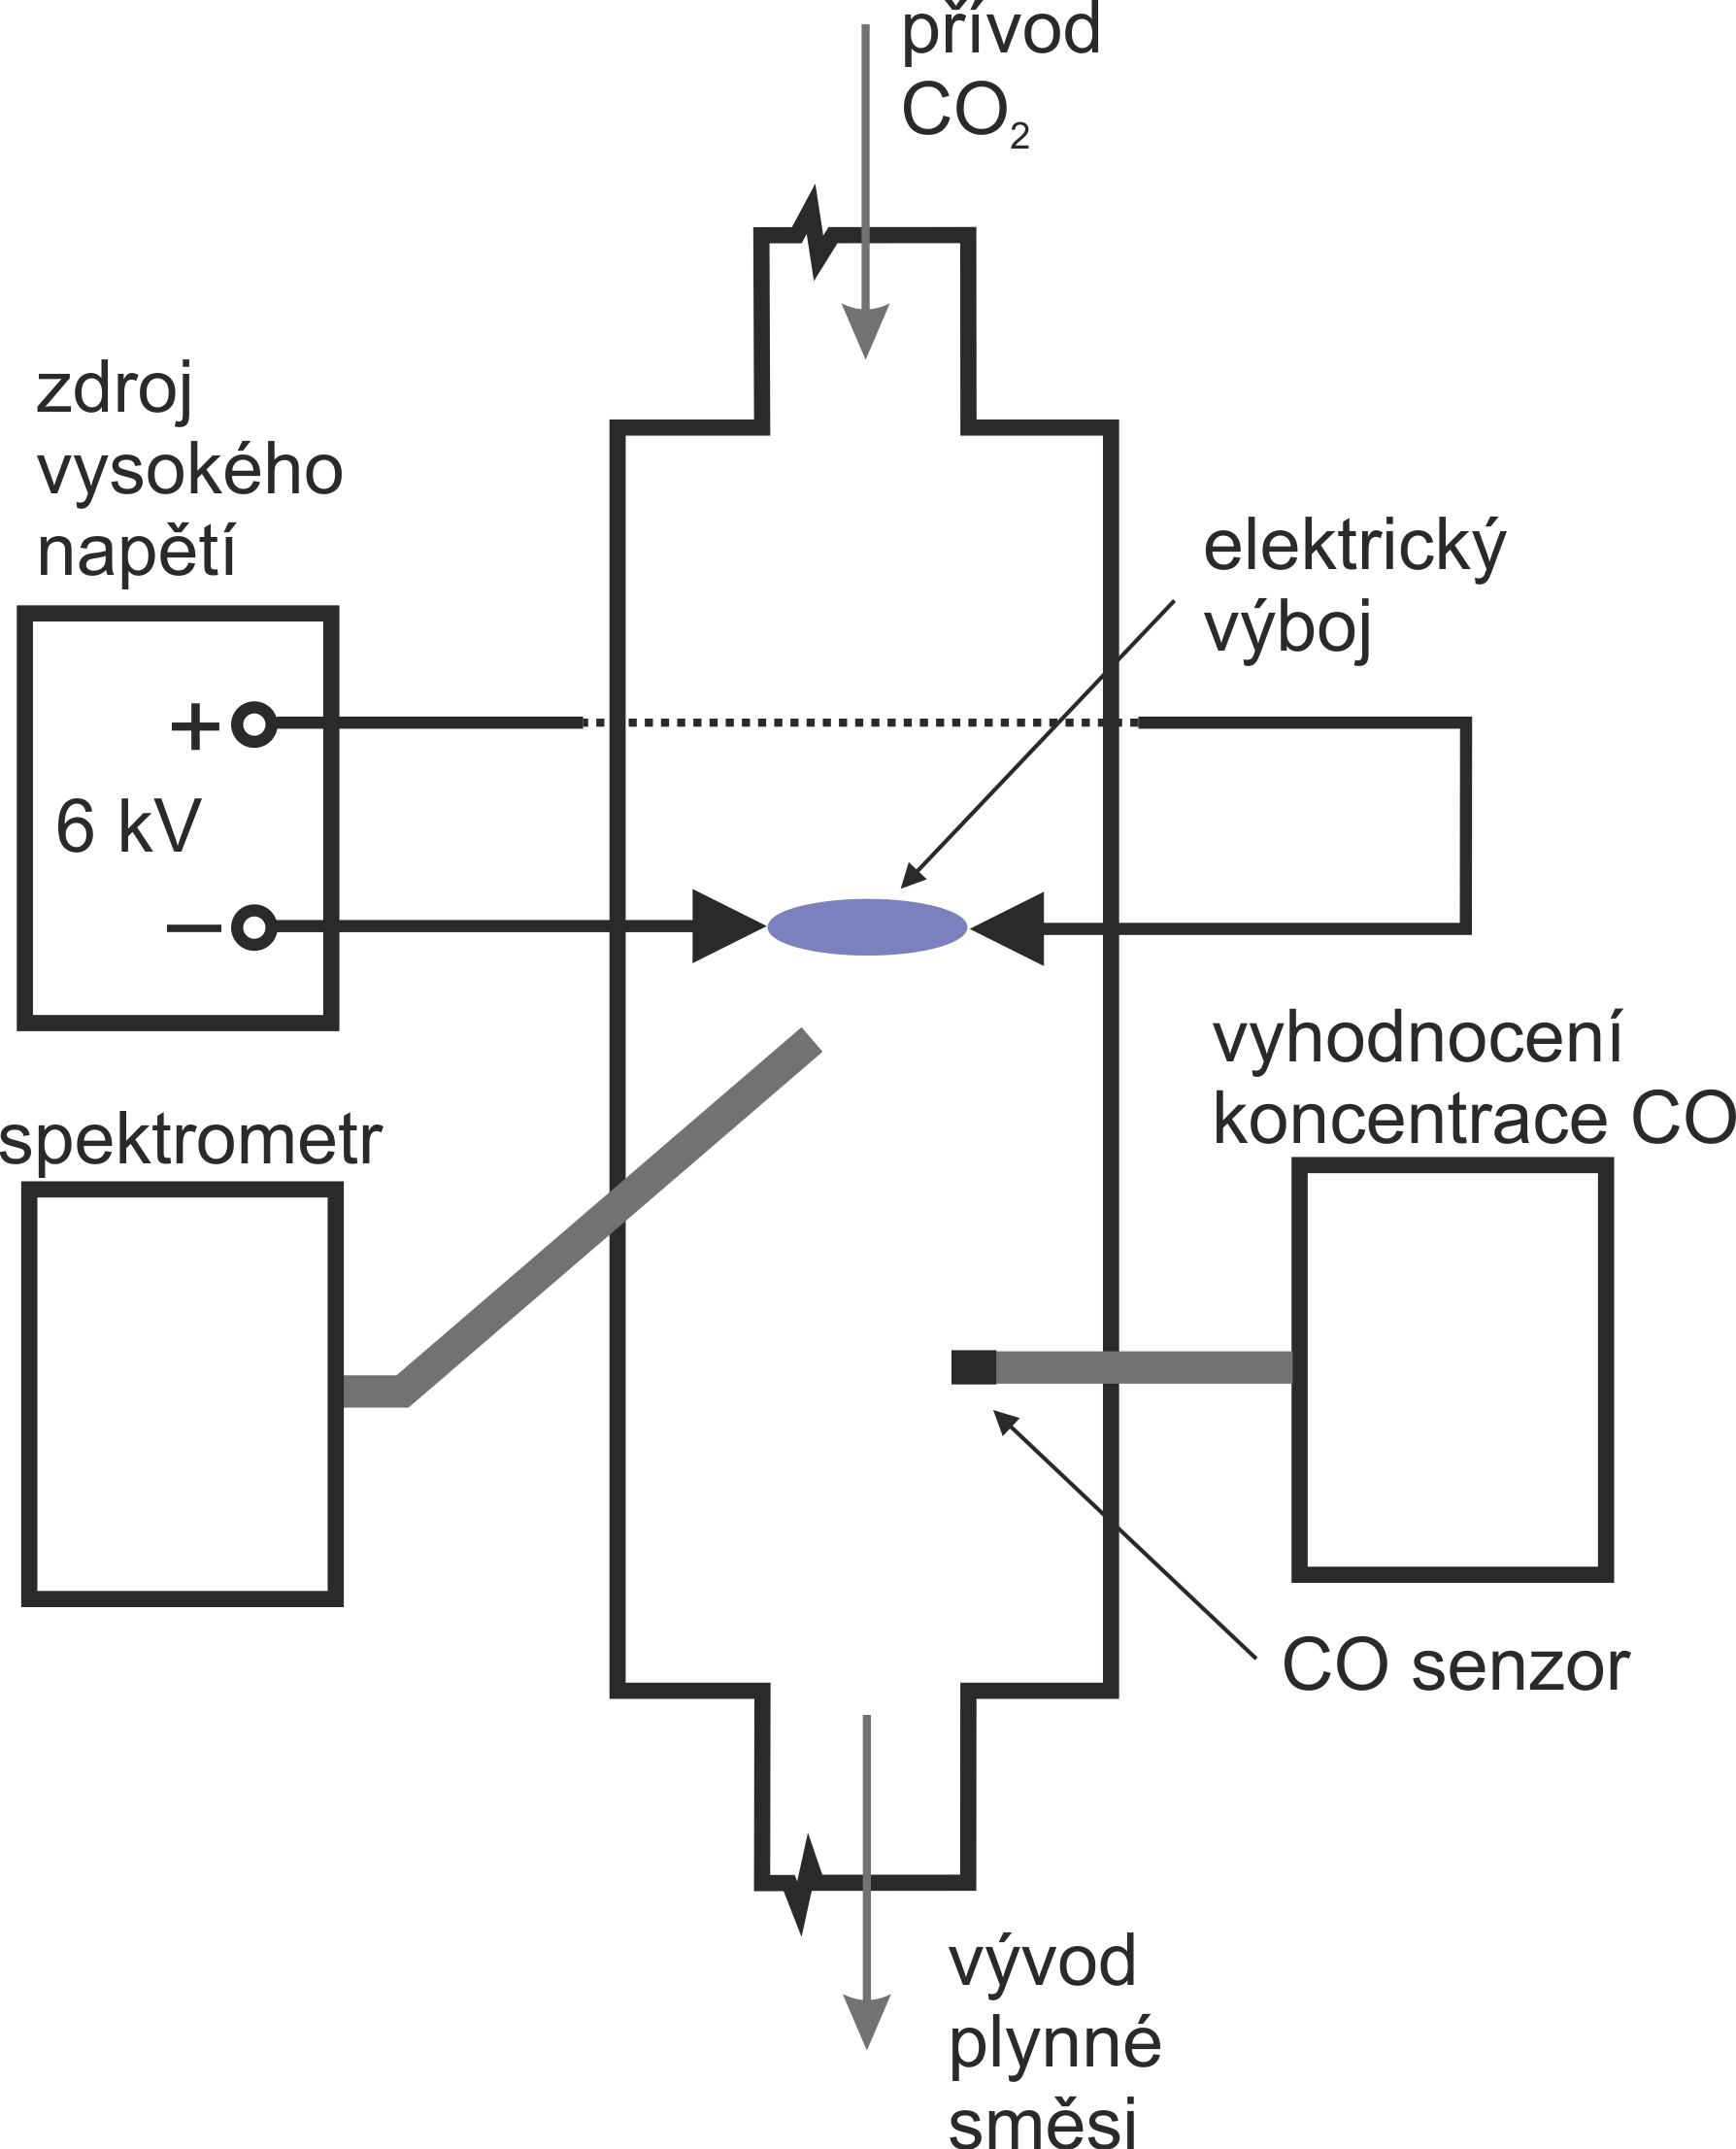 přívod
CO₂
zdroj
vysokého
napětí
elektrický
výboj
+
6 kV
–
vyhodnocení
koncentrace CO
spektrometr
CO senzor
vývod
plynné
směsi